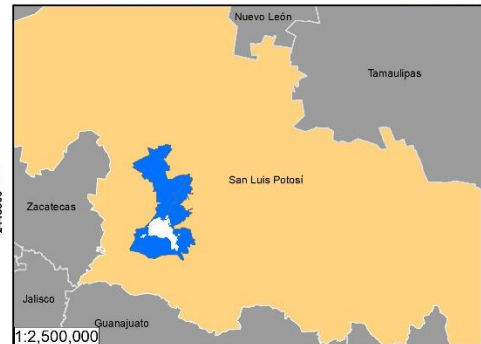 Nuevo León
Tamaulipas
San Luis Potosí
Zacatecas
Jalisco
Guanajuato
1:2,500,000